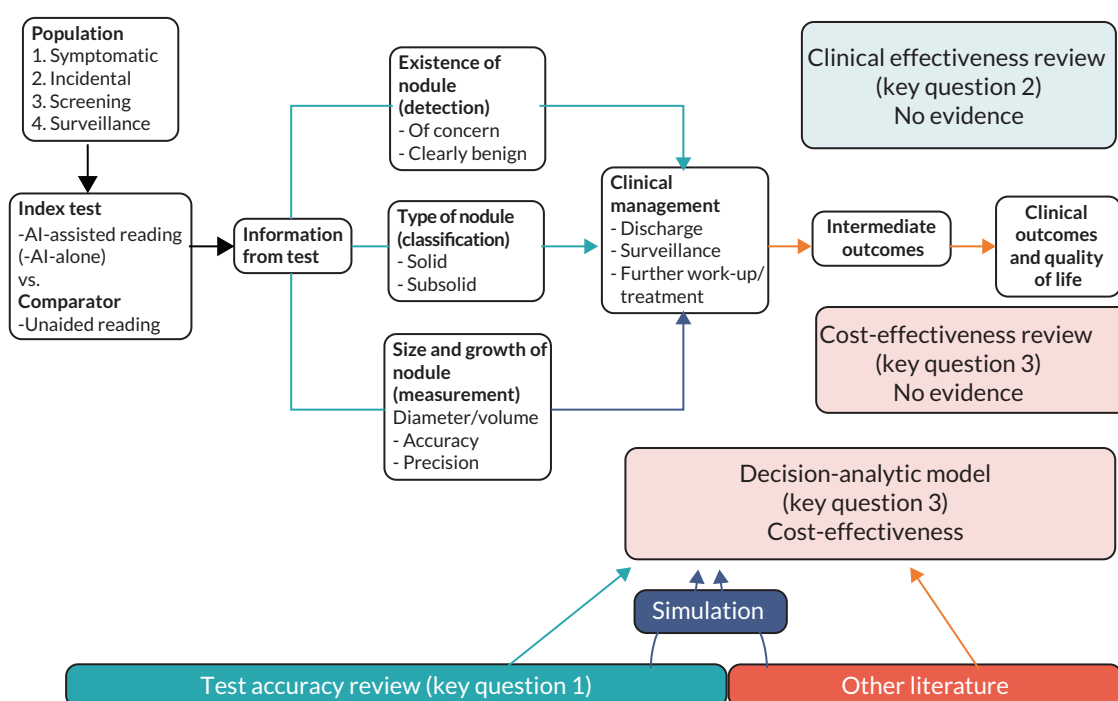 Population
1. Symptomatic
2. Incidental
3. Screening
4. Surveillance
Index test
-AI-assisted reading
(-AI-alone)
vs.
Comparator
-Unaided reading
Information
from test
Existence of
nodule
(detection)
- Of concern
- Clearly benign
Type of nodule
(classification)
- Solid
- Subsolid
Size and growth of
nodule
(measurement)
Diameter/volume
- Accuracy
- Precision
Clinical
management
- Discharge
- Surveillance
- Further work-up/
treatment
Intermediate
outcomes
Clinical
outcomes
and quality
of life
Clinical effectiveness review
(key question 2)
No evidence
Cost-effectiveness review
(key question 3)
No evidence
Decision-analytic model
(key question 3)
Cost-effectiveness
Simulation
Test accuracy review (key question 1)
Other literature